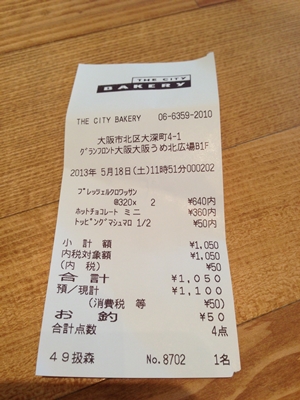 THE CITY
BAKERY
THE CITY BAKERY 06-6359-2010
大阪市北区大深町4-1
グランフロント大阪大阪うめ北広場B1F
2013年 5月18日(土)11時51分000202
プレッツェルクロワッサン
@320x 2 ¥640内
ホットチョコレート ミニ ¥360内
トッピングマシュマロ 1/2 ¥50内
小 計 額 ¥1,050
内税対象額 ¥1,050
(内 税) ¥50
合 計 ¥1,050
預/現計 ¥1,100
(消費税 等 ¥50)
お 釣 ¥50
合計点数 4点
49扱森 No.8702 1名